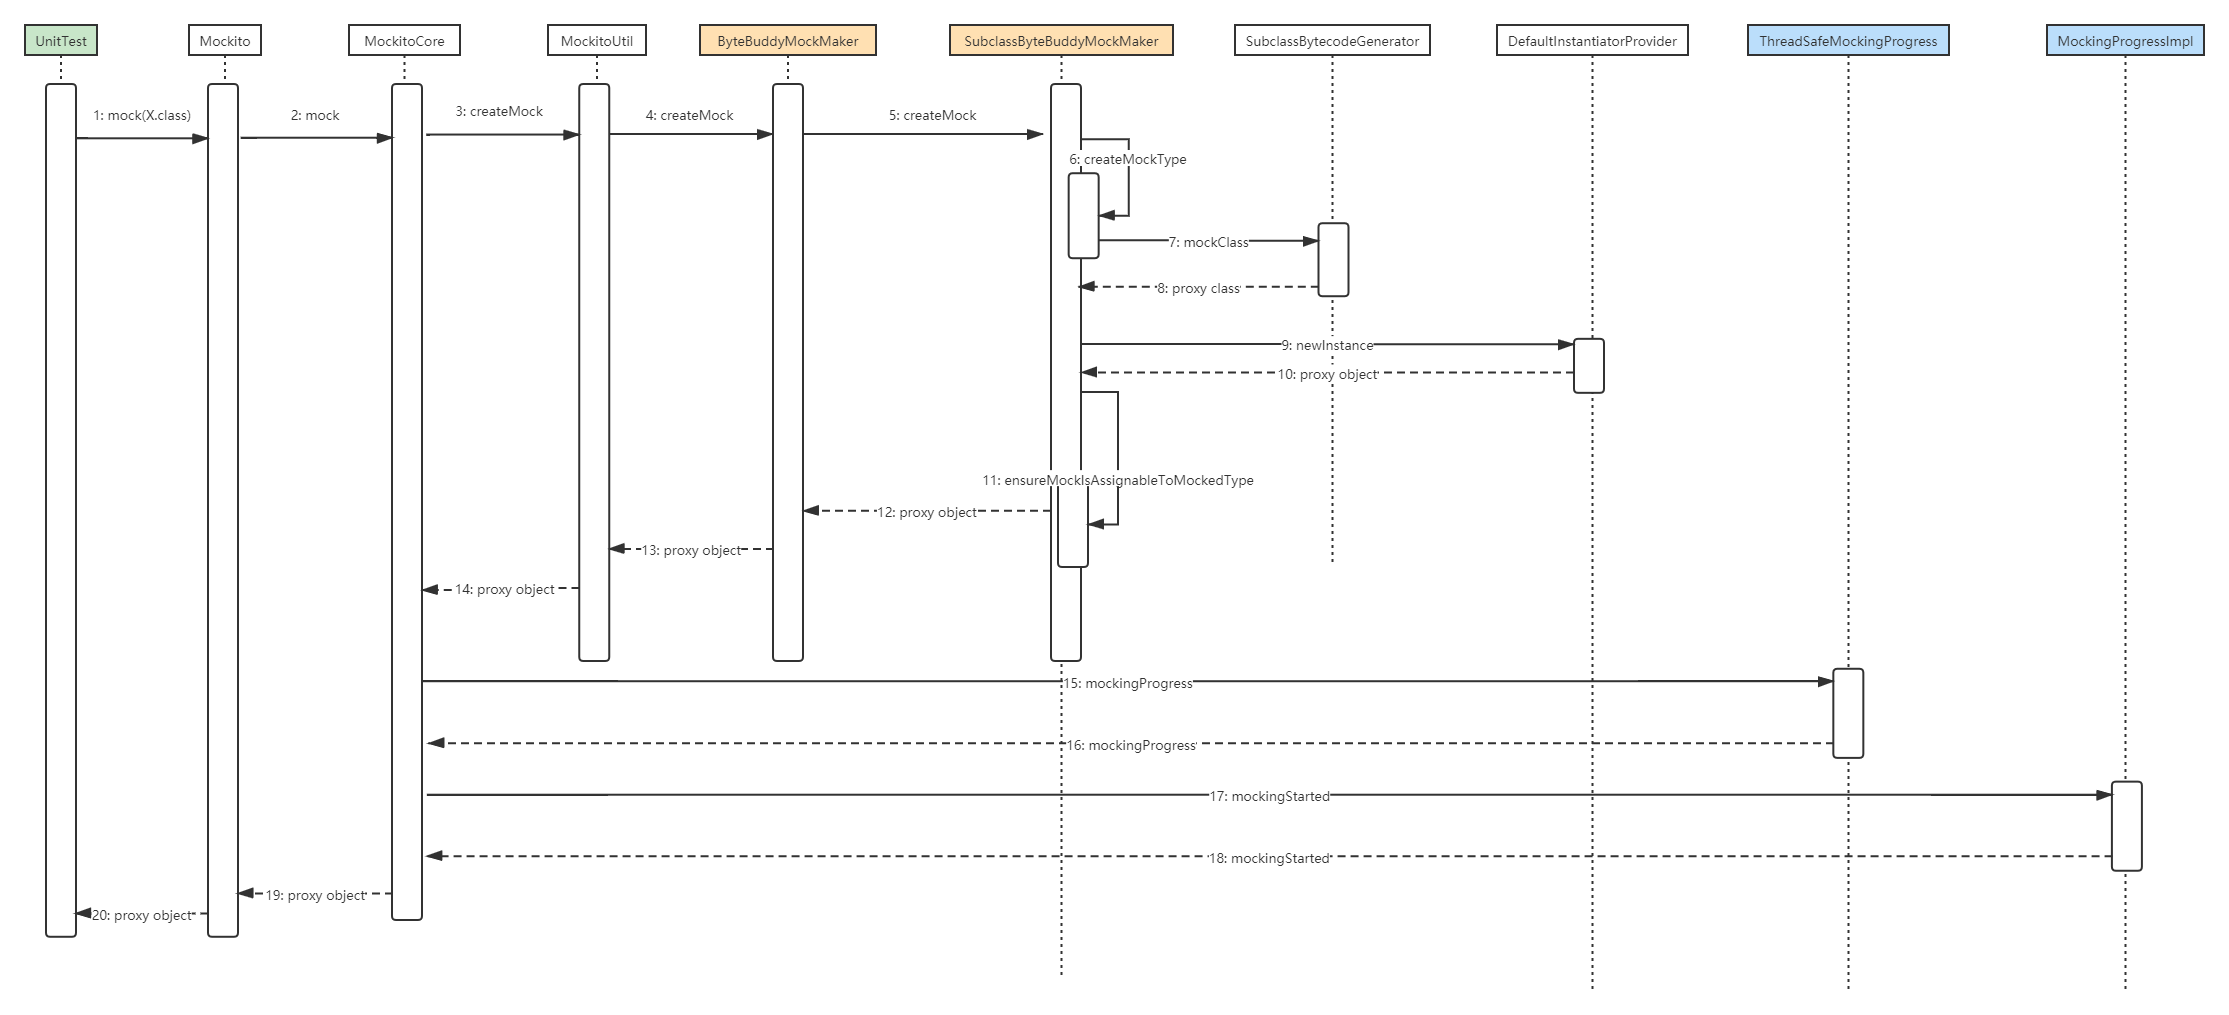 UnitTest
Mockito
MockitoCore
MockitoUtil
ByteBuddyMockMaker
SubclassByteBuddyMockMaker
SubclassBytecodeGenerator
DefaultInstantiatorProvider
ThreadSafeMockingProgress
MockingProgressImpl
1: mock(X.class)
2: mock
3: createMock
4: createMock
5: createMock
6: createMockType
7: mockClass
8: proxy class
9: newInstance
10: proxy object
11: ensureMockIsAssignableToMockedType
12: proxy object
13: proxy object
14: proxy object
15: mockingProgress
16: mockingProgress
17: mockingStarted
18: mockingStarted
19: proxy object
20: proxy object